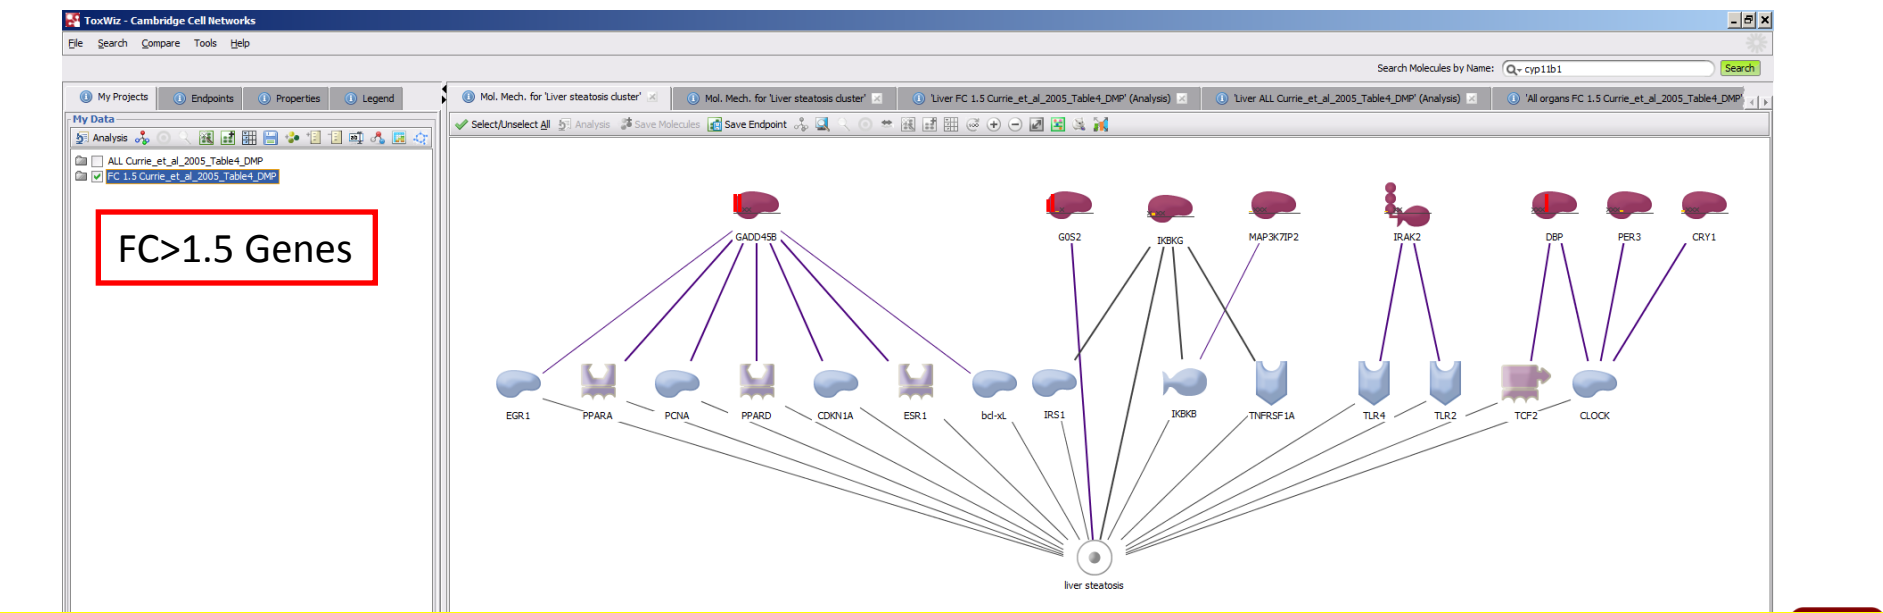 ToxWiz - Cambridge Cell Networks
File Search Compare Tools Help
Search Molecules by Name: cyp11b1 Search
My Projects Endpoints Properties Legend
Mol. Mech. for 'Liver steatosis cluster' Mol. Mech. for 'Liver steatosis cluster' 'Liver FC 1.5 Currie_et_al_2005_Table4_DMP' (Analysis) 'Liver ALL Currie_et_al_2005_Table4_DMP' (Analysis) 'All organs FC 1.5 Currie_et_al_2005_Table4_DMP'
My Data
Analysis
Select/Unselect All Analysis Save Molecules Save Endpoint
ALL Currie_et_al_2005_Table4_DMP
FC 1.5 Currie_et_al_2005_Table4_DMP
FC>1.5 Genes
GADD45B G0S2 IKBKG MAP3K7IP2 IRAK2 DBP PER3 CRY1
EGR1 PPARA PCNA PPARD CDKN1A ESR1 bcl-xL IRS1 IKBKB TNFRSF1A TLR4 TLR2 TCF2 CLOCK
liver steatosis